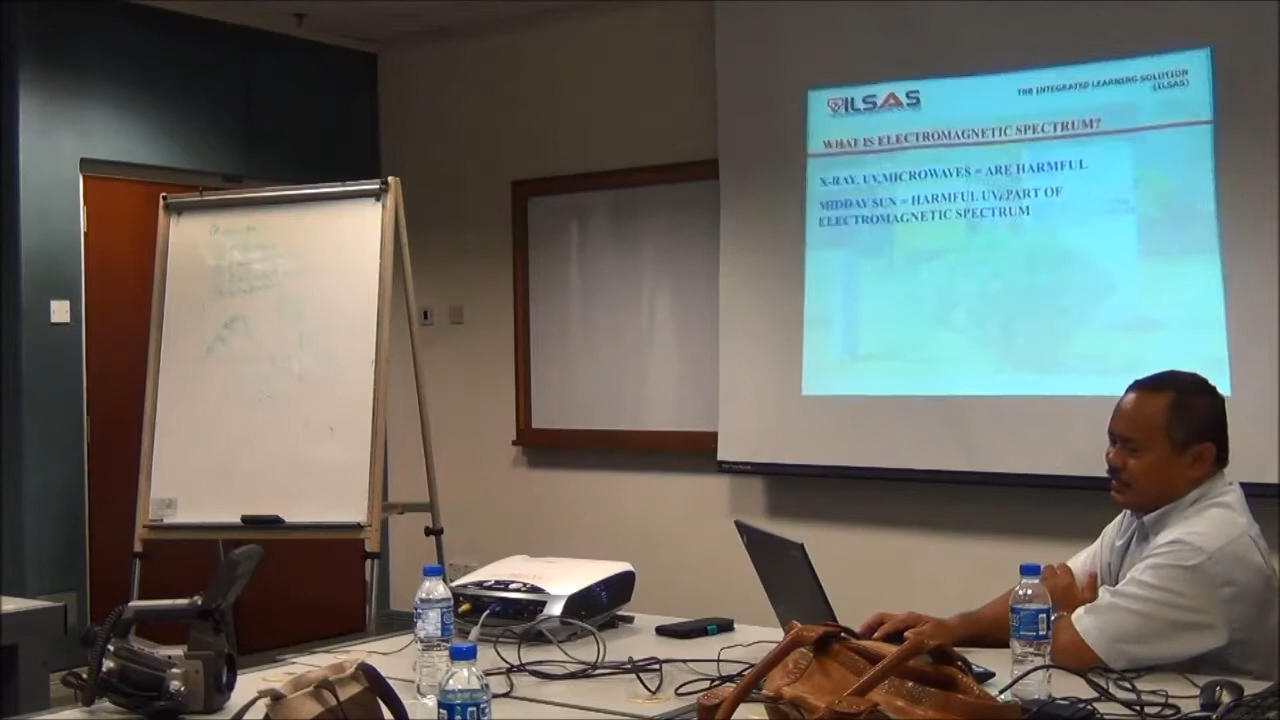 ILSAS
THE INTEGRATED LEARNING SOLUTION
(ILSAS)
WHAT IS ELECTROMAGNETIC SPECTRUM?
X-RAY, UV,MICROWAVES = ARE HARMFUL
MIDDAY SUN = HARMFUL UV,PART OF
ELECTROMAGNETIC SPECTRUM